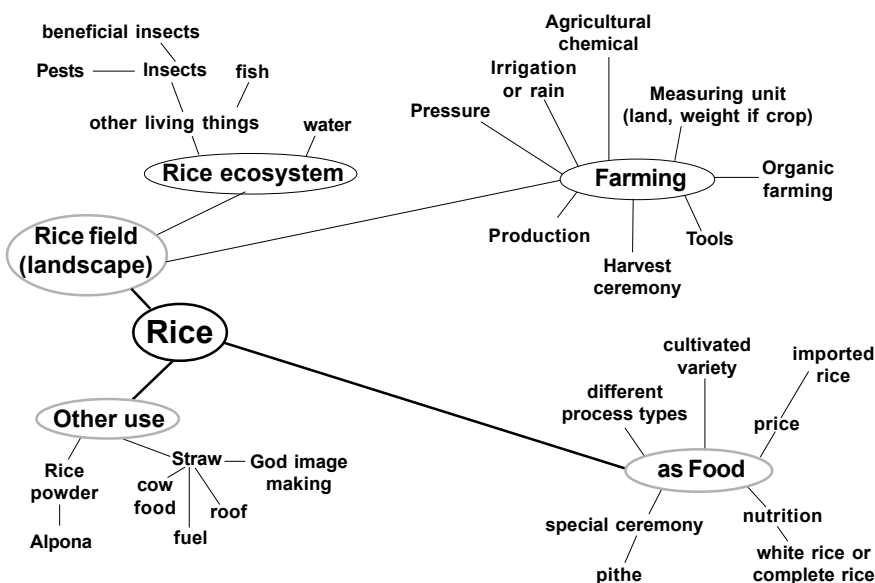 beneficial insects
Pests
Insects
fish
other living things
water
Rice ecosystem
Agricultural
chemical
Irrigation
or rain
Pressure
Measuring unit
(land, weight if crop)
Farming
Organic
farming
Production
Tools
Harvest
ceremony
Rice field
(landscape)
Rice
Other use
Rice
powder
Alpona
Straw
God image
making
cow
food
roof
fuel
cultivated
variety
imported
rice
different
process types
price
as Food
special ceremony
pithe
nutrition
white rice or
complete rice